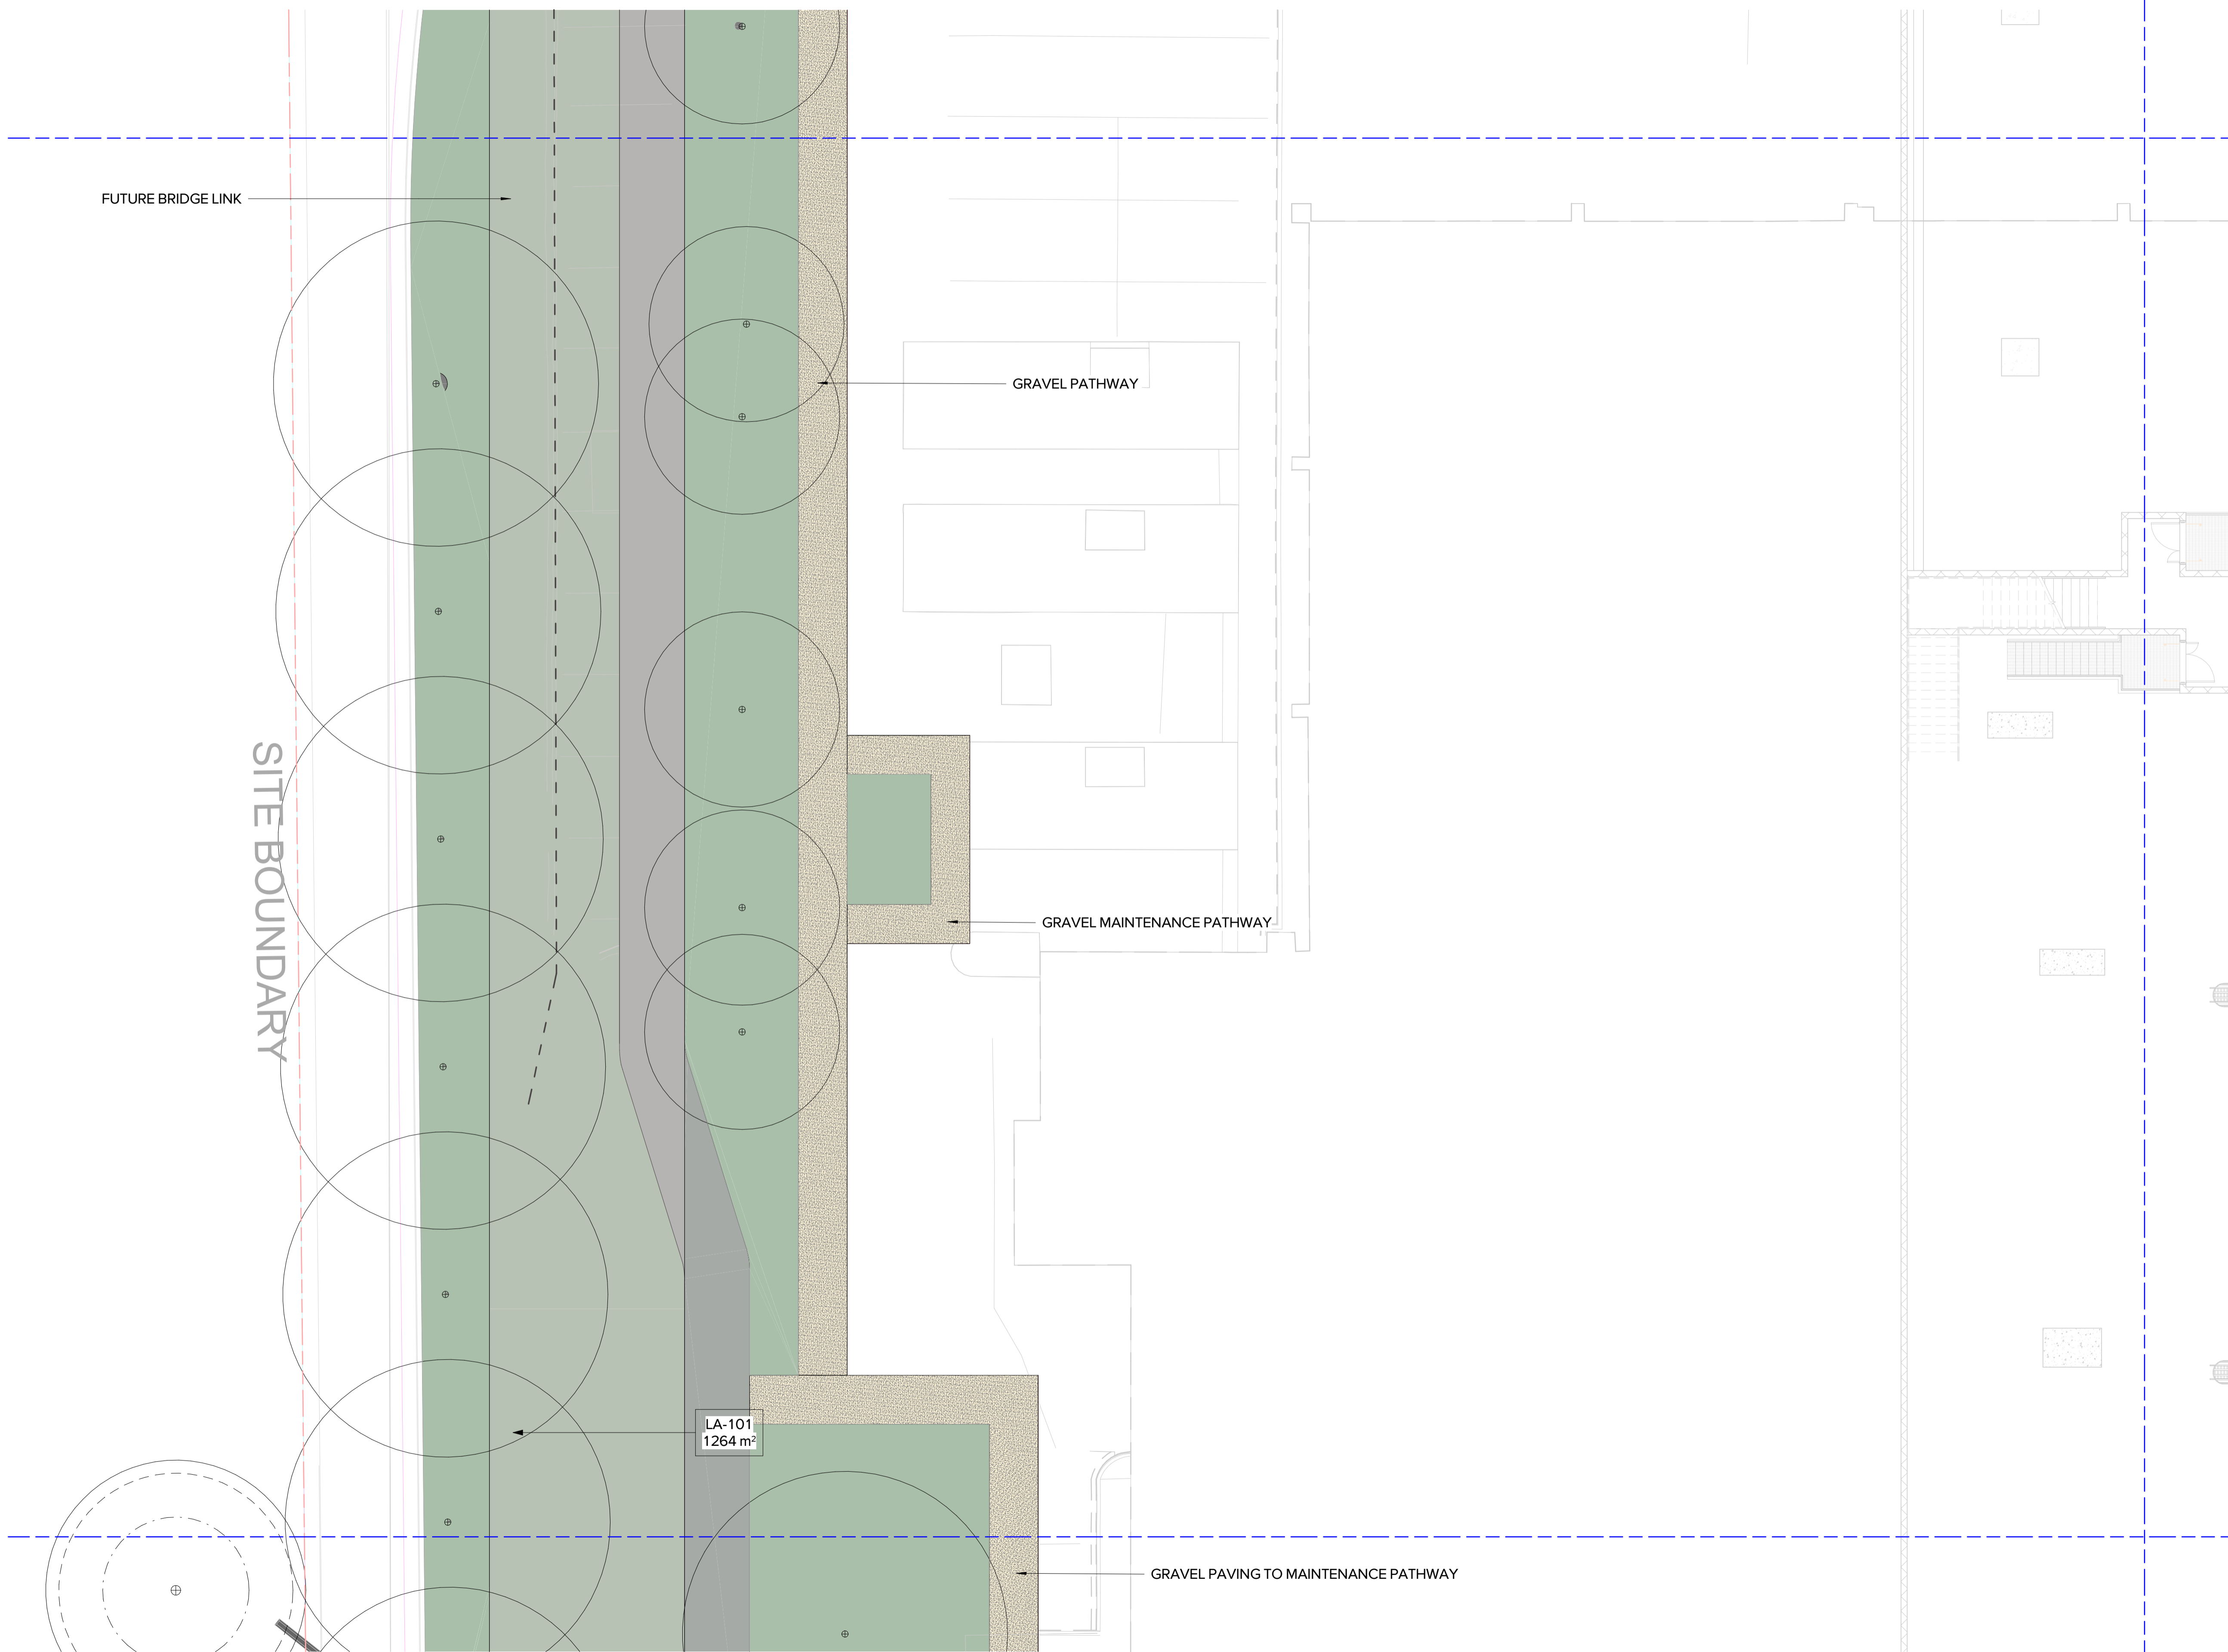 FUTURE BRIDGE LINK
GRAVEL PATHWAY
SITE BOUNDARY
GRAVEL MAINTENANCE PATHWAY
LA-101
1264 m²
GRAVEL PAVING TO MAINTENANCE PATHWAY